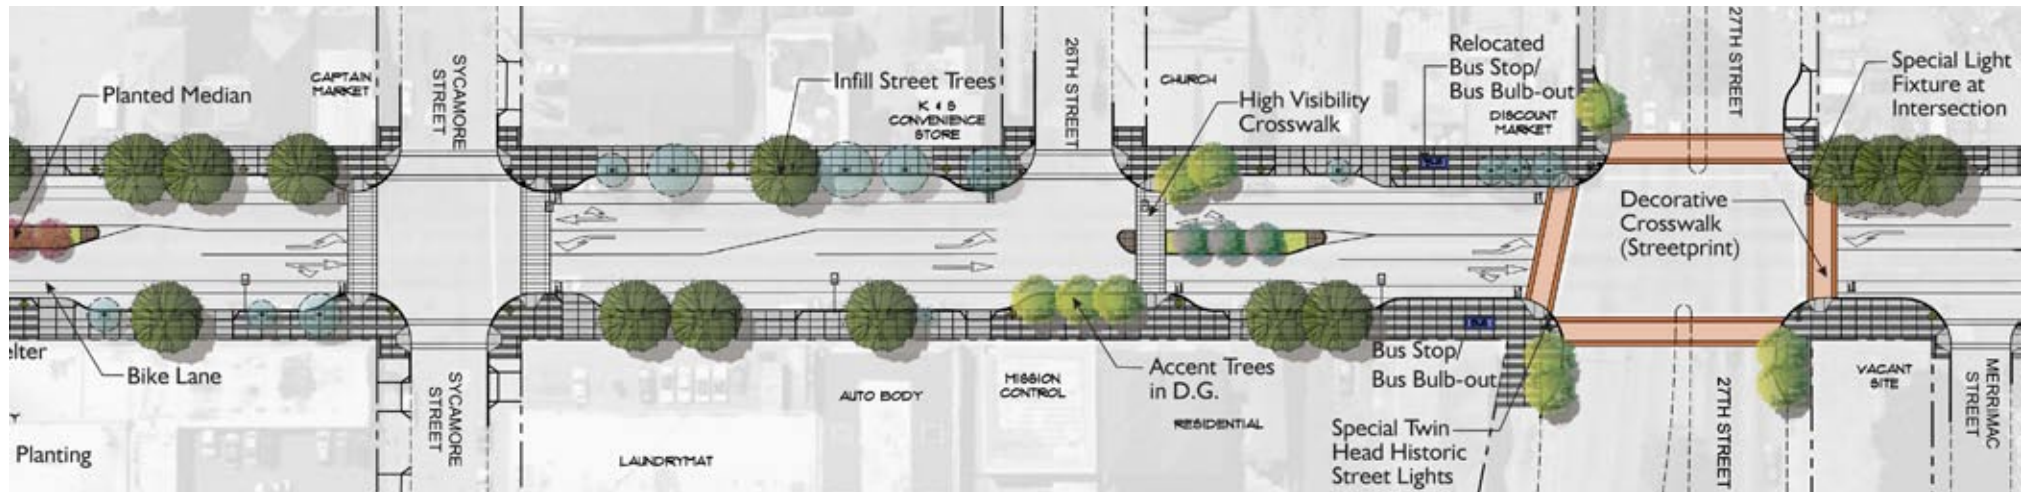 Planted Median
CAPTAIN
MARKET
SYCAMORE
STREET
Infill Street Trees
K & S
CONVENIENCE
STORE
26TH STREET
CHURCH
High Visibility
Crosswalk
Relocated
Bus Stop/
Bus Bulb-out
DISCOUNT
MARKET
27TH STREET
Special Light
Fixture at
Intersection
Decorative
Crosswalk
(Streetprint)
elter
Bike Lane
Y
Planting
SYCAMORE
STREET
LAUNDRYMAT
AUTO BODY
MISSION
CONTROL
Accent Trees
in D.G.
RESIDENTIAL
Bus Stop/
Bus Bulb-out
Special Twin
Head Historic
Street Lights
27TH STREET
VACANT
SITE
MERRIMAC
STREET